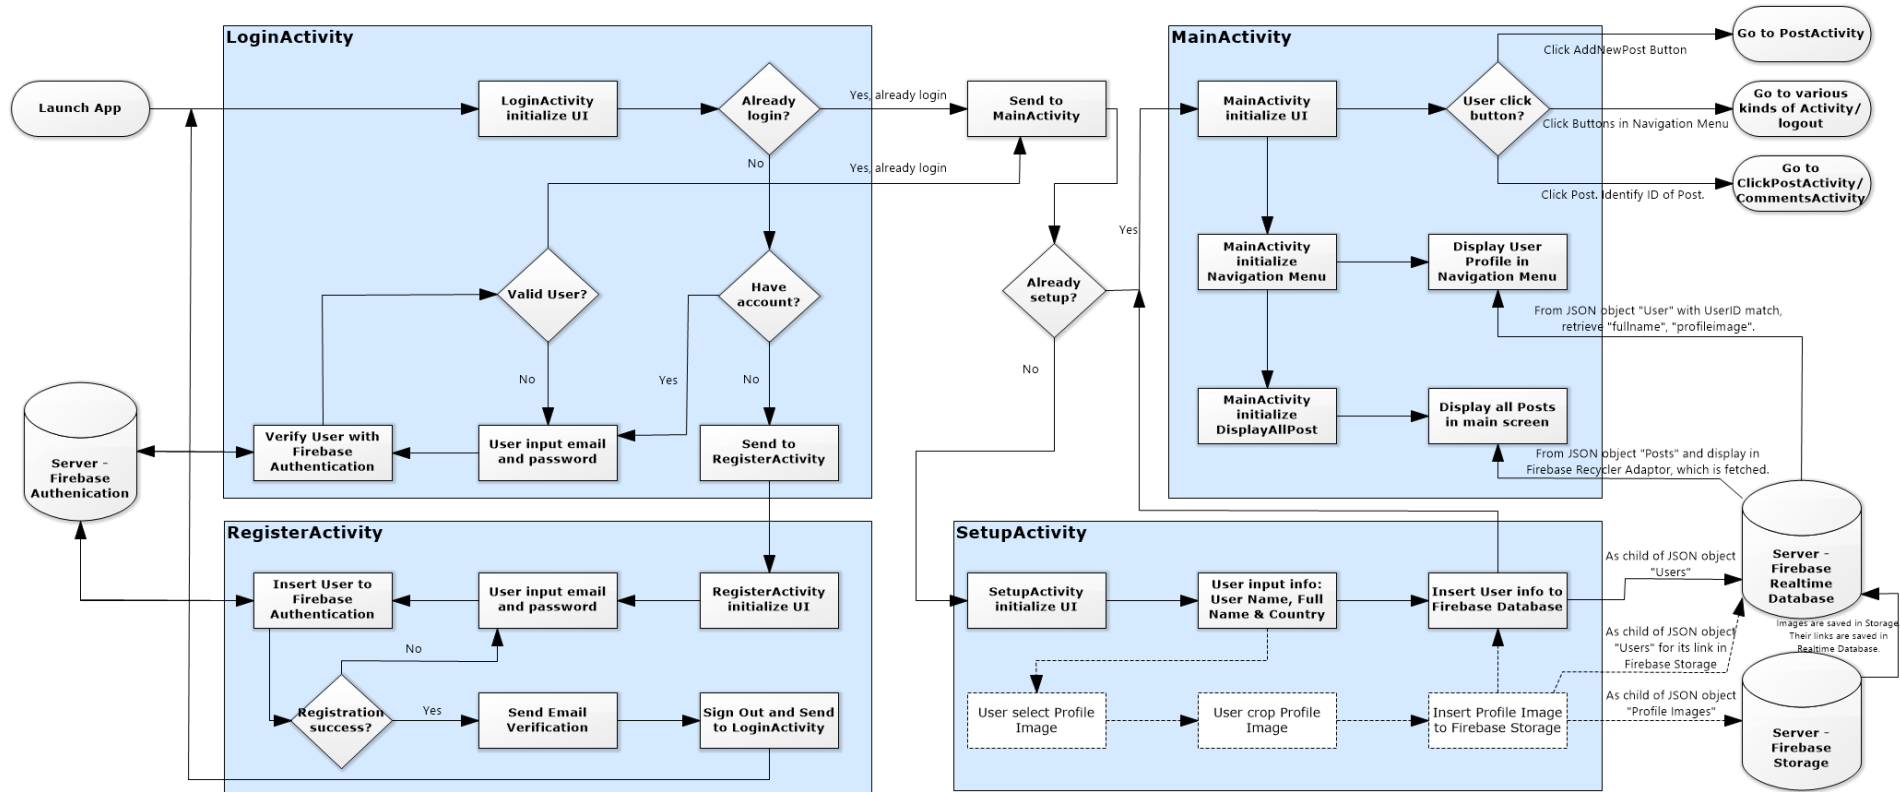 LoginActivity
Launch App
LoginActivity
initialize UI
Already
login?
Yes, already login
Send to
MainActivity
No
Yes, already login
Valid User?
Have
account?
No
Yes
No
Verify User with
Firebase
Authentication
User input email
and password
Send to
RegisterActivity
Server -
Firebase
Authenication
RegisterActivity
Insert User to
Firebase
Authentication
User input email
and password
RegisterActivity
initialize UI
No
Registration
success?
Yes
Send Email
Verification
Sign Out and Send
to LoginActivity
Already
setup?
Yes
No
MainActivity
MainActivity
initialize UI
User click
button?
Click AddNewPost Button
Go to PostActivity
Click Buttons in Navigation Menu
Go to various
kinds of Activity/
logout
Click Post. Identify ID of Post.
Go to
ClickPostActivity/
CommentsActivity
MainActivity
initialize
Navigation Menu
Display User
Profile in
Navigation Menu
From JSON object "User" with UserID match,
retrieve "fullname", "profileimage".
MainActivity
initialize
DisplayAllPost
Display all Posts
in main screen
From JSON object "Posts" and display in
Firebase Recycler Adaptor, which is fetched.
SetupActivity
SetupActivity
initialize UI
User input info:
User Name, Full
Name & Country
Insert User info to
Firebase Database
As child of JSON object
"Users"
Server -
Firebase
Realtime
Database
User select Profile
Image
User crop Profile
Image
Insert Profile Image
to Firebase Storage
As child of JSON object
"Users" for its link in
Firebase Storage
Images are saved in Storage.
Their links are saved in
Realtime Database.
As child of JSON object
"Profile Images"
Server -
Firebase
Storage